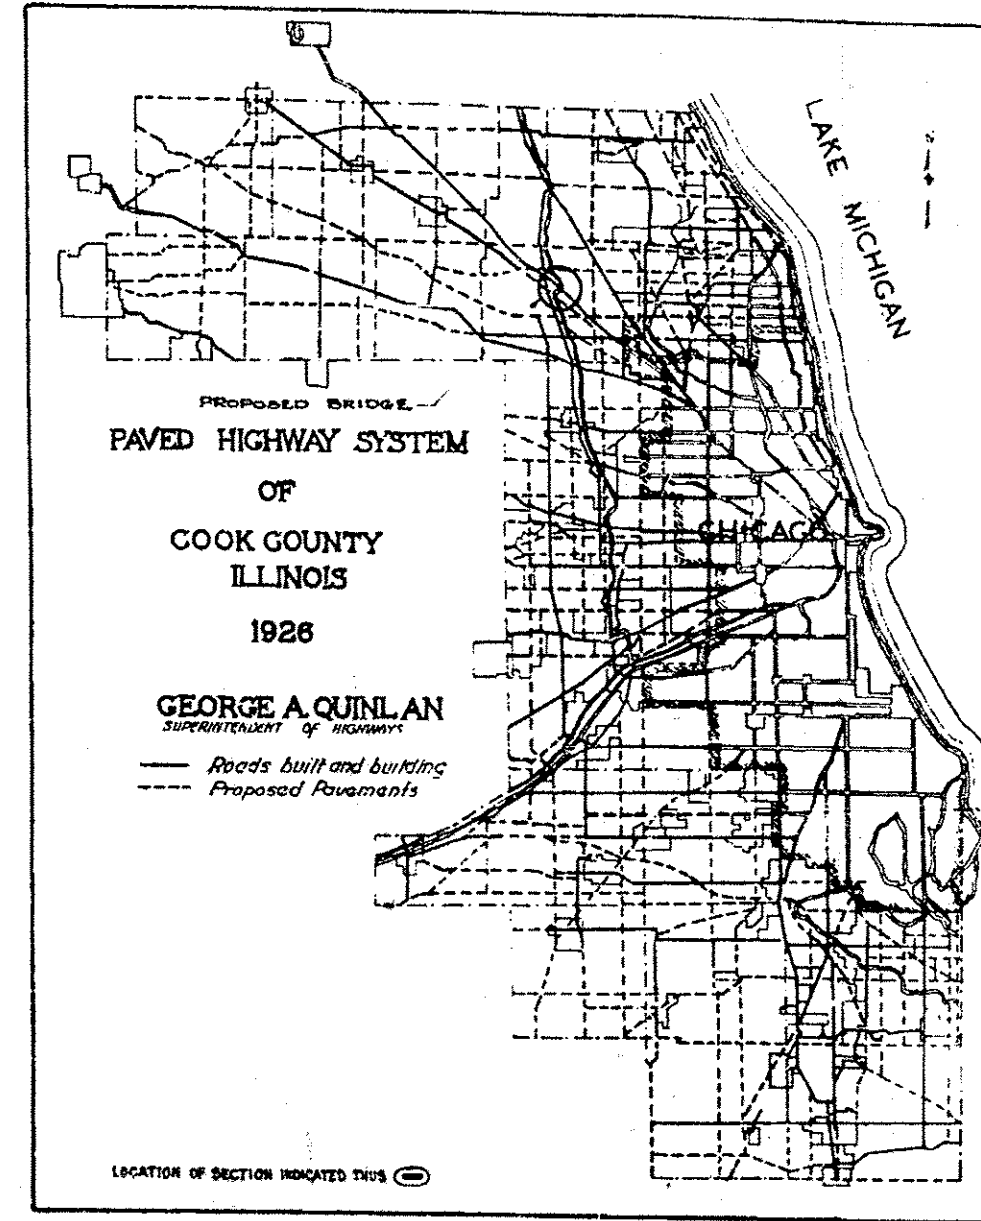 LAKE MICHIGAN
PROPOSED BRIDGE
PAVED HIGHWAY SYSTEM
OF
COOK COUNTY
ILLINOIS
1926
GEORGE A. QUINLAN
SUPERINTENDENT OF HIGHWAYS
Roads built and building
Proposed Pavements
CHICAGO
LOCATION OF SECTION INDICATED THUS